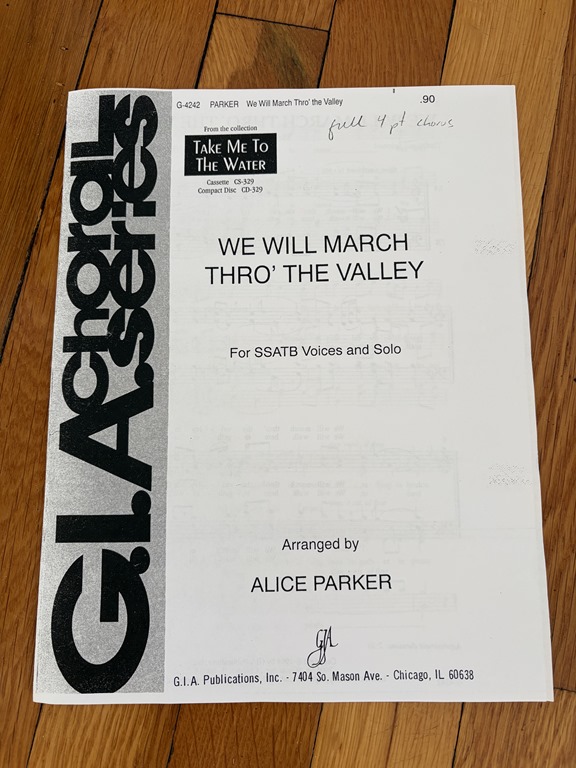 G-4242 PARKER We Will March Thro' the Valley .90
full 4 pt chorus
From the collection
TAKE ME TO
THE WATER
Cassette CS-329
Compact Disc CD-329
WE WILL MARCH
THRO' THE VALLEY
For SSATB Voices and Solo
Arranged by
ALICE PARKER
GIA
G.I.A. Publications, Inc. - 7404 So. Mason Ave. - Chicago, IL 60638
G.I.A. choral series